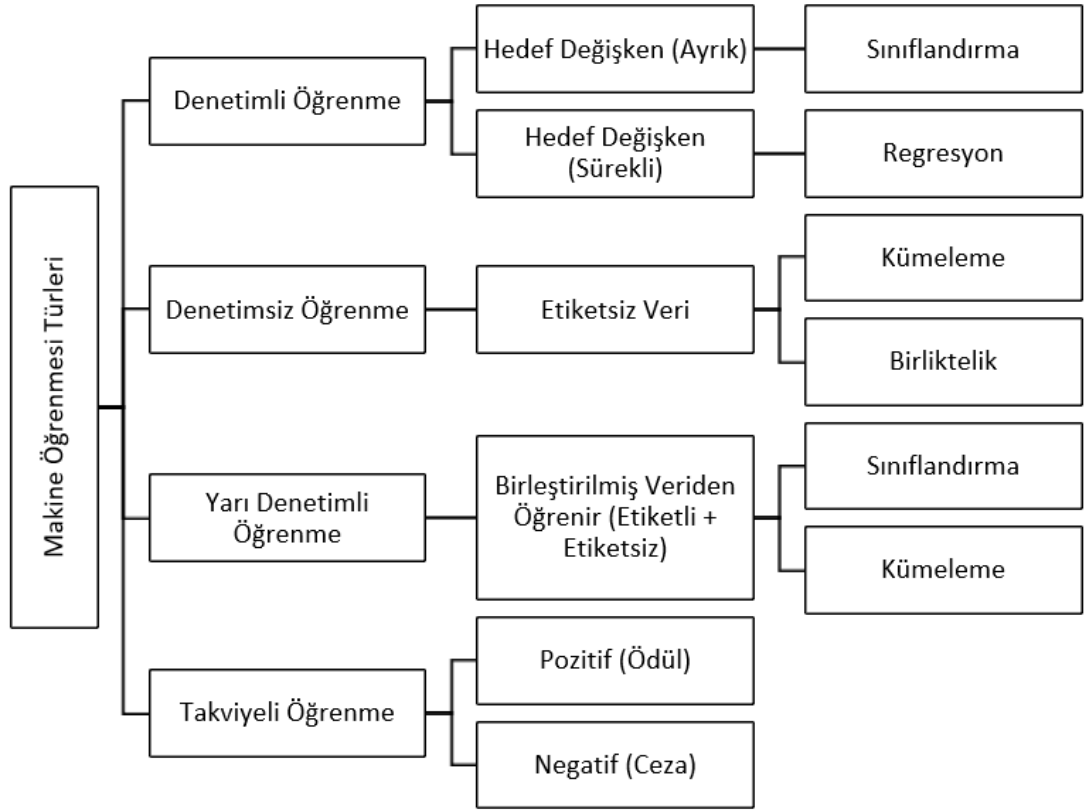 Makine Öğrenmesi Türleri
Denetimli Öğrenme
Hedef Değişken (Ayrık)
Sınıflandırma
Hedef Değişken
(Sürekli)
Regresyon
Denetimsiz Öğrenme
Etiketsiz Veri
Kümeleme
Birliktelik
Yarı Denetimli
Öğrenme
Birleştirilmiş Veriden
Öğrenir (Etiketli +
Etiketsiz)
Sınıflandırma
Kümeleme
Takviyeli Öğrenme
Pozitif (Ödül)
Negatif (Ceza)